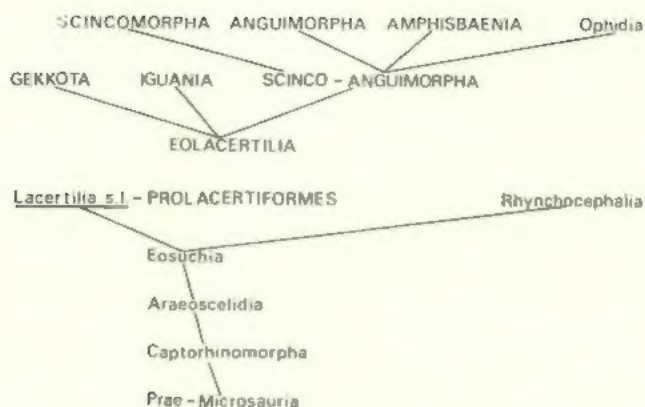 SCINCOMORPHA ANGUIMORPHA AMPHISBAENIA Ophidia
GEKKOTA IGUANIA SCINCO - ANGUIMORPHA
EOLACERTILIA
Lacertilia s.l. - PROLACERTIFORMES Rhynchocephalia
Eosuchia
Araeoscelidia
Captorhinomorpha
Prae - Microsauria